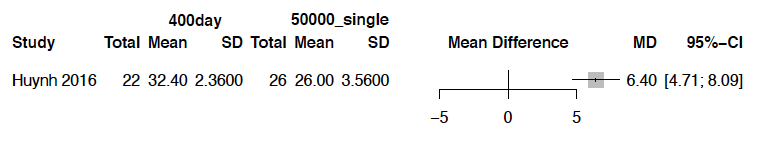 400day 50000_single
Study Total Mean SD Total Mean SD Mean Difference MD 95%−CI
Huynh 2016 22 32.40 2.3600 26 26.00 3.5600 6.40 [4.71; 8.09]
−5 0 5